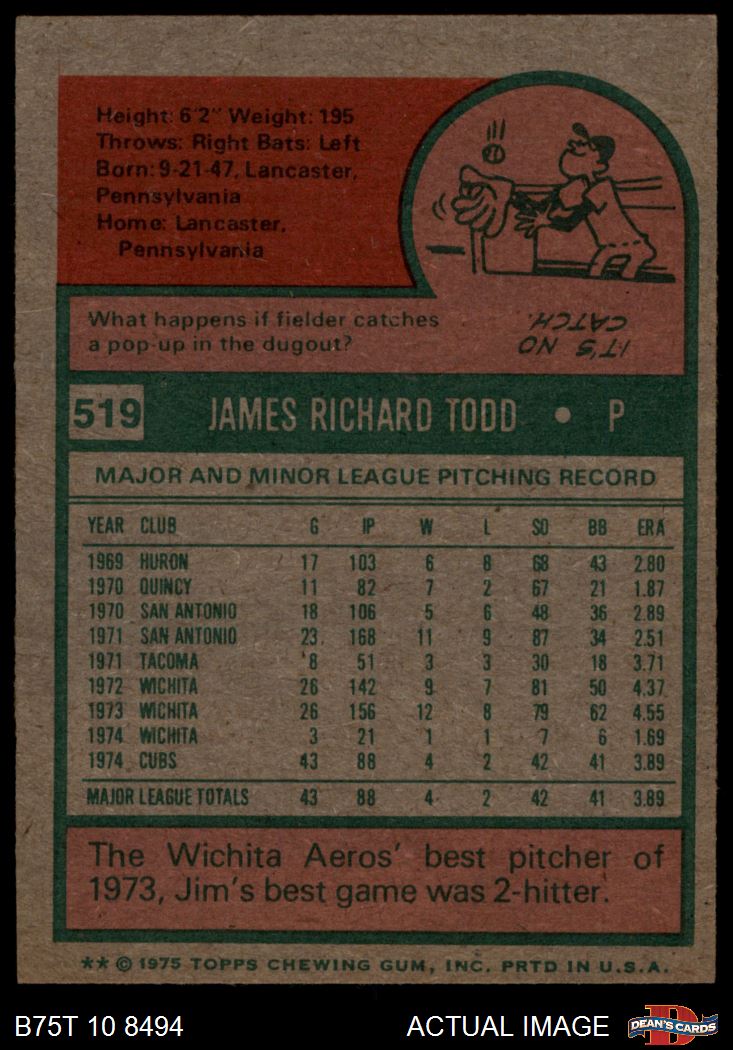 Height: 6'2" Weight: 195
Throws: Right Bats: Left
Born: 9-21-47, Lancaster,
Pennsylvania
Home: Lancaster,
Pennsylvania
What happens if fielder catches
a pop-up in the dugout?
IT'S NO
CATCH.
519 JAMES RICHARD TODD • P
MAJOR AND MINOR LEAGUE PITCHING RECORD
YEAR CLUB G IP W L SO BB ERA
1969 HURON 17 103 6 8 68 43 2.80
1970 QUINCY 11 82 7 2 67 21 1.87
1970 SAN ANTONIO 18 106 5 6 48 36 2.89
1971 SAN ANTONIO 23 168 11 9 87 34 2.51
1971 TACOMA 8 51 3 3 30 18 3.71
1972 WICHITA 26 142 9 7 81 50 4.37
1973 WICHITA 26 156 12 8 79 62 4.55
1974 WICHITA 3 21 1 1 7 6 1.69
1974 CUBS 43 88 4 2 42 41 3.89
MAJOR LEAGUE TOTALS 43 88 4 2 42 41 3.89
The Wichita Aeros' best pitcher of
1973, Jim's best game was 2-hitter.
** © 1975 TOPPS CHEWING GUM, INC. PRTD IN U.S.A.
B75T 10 8494 ACTUAL IMAGE D DEAN'S CARDS